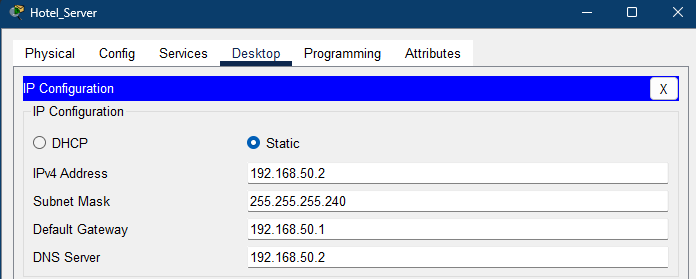 Hotel_Server
Physical Config Services Desktop Programming Attributes
IP Configuration X
IP Configuration
DHCP Static
IPv4 Address 192.168.50.2
Subnet Mask 255.255.255.240
Default Gateway 192.168.50.1
DNS Server 192.168.50.2